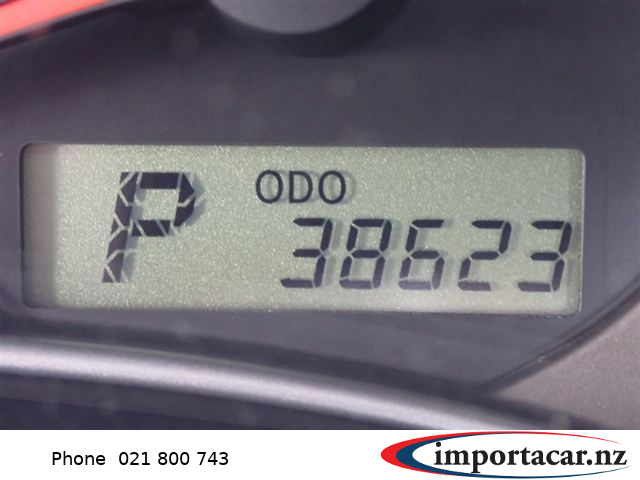 P ODO
38623
Phone 021 800 743
importacar.nz